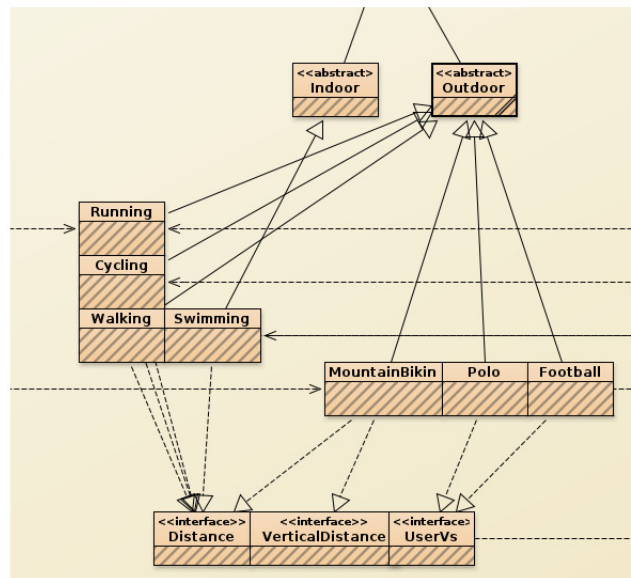 <<abstract>
Indoor
<<abstract>
Outdoor
Running
Cycling
Walking
Swimming
MountainBikin
Polo
Football
<<interface>>
Distance
<<interface>>
VerticalDistance
<<interface>
UserVs